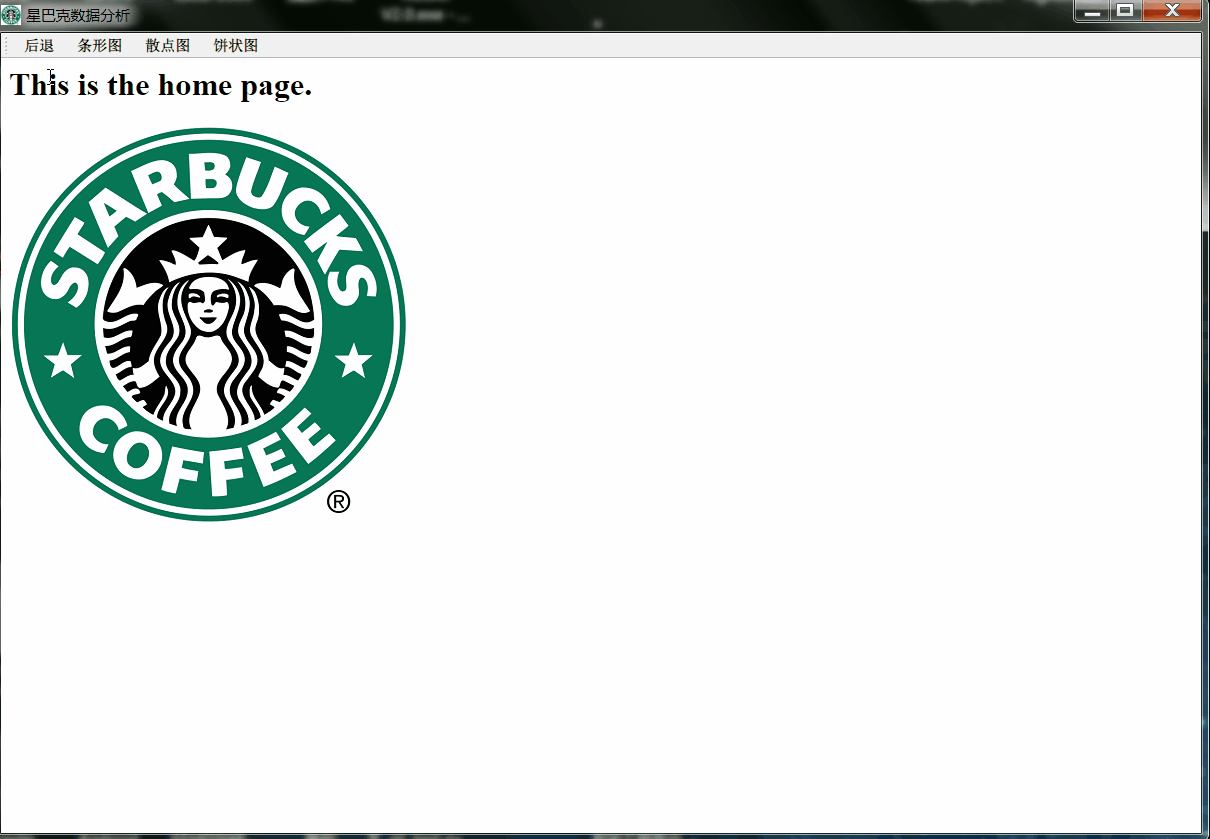 星巴克数据分析
后退 条形图 散点图 饼状图
This is the home page.
STARBUCKS
COFFEE
®